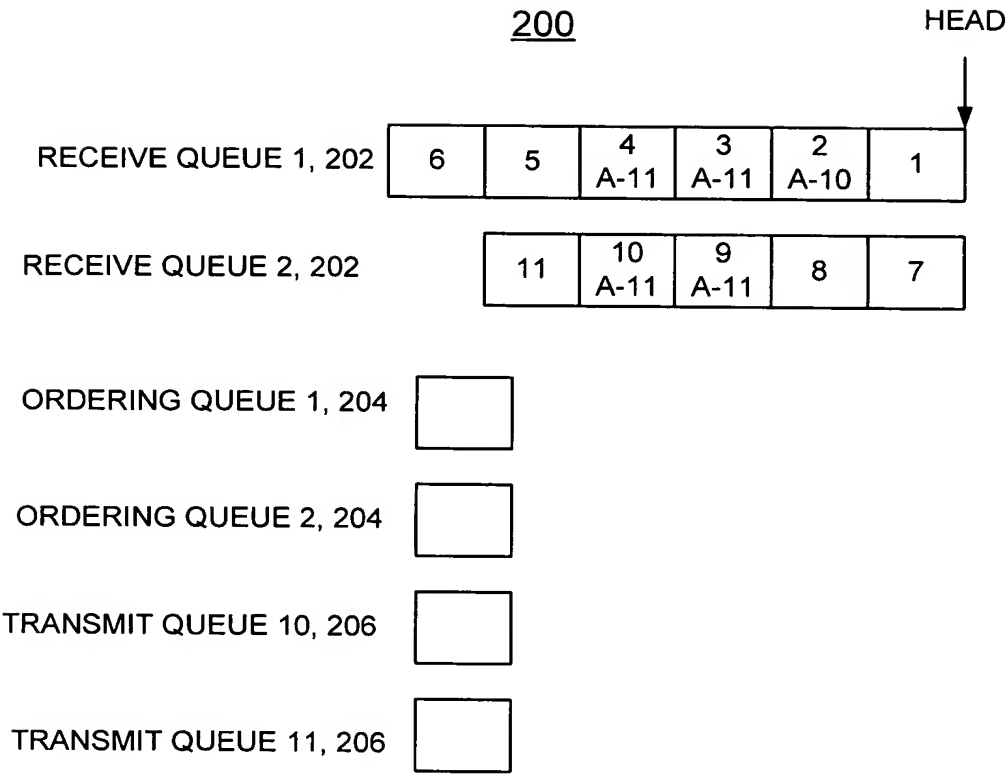 200
HEAD
RECEIVE QUEUE 1, 202
6 5 4 3 2 1
A-11 A-11 A-10
RECEIVE QUEUE 2, 202
11 10 9 8 7
A-11 A-11
ORDERING QUEUE 1, 204
ORDERING QUEUE 2, 204
TRANSMIT QUEUE 10, 206
TRANSMIT QUEUE 11, 206